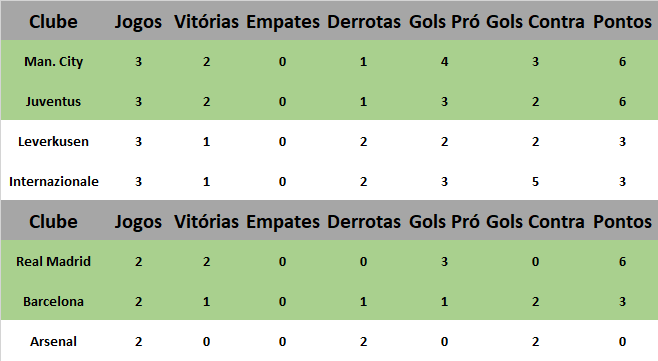 Clube Jogos Vitórias Empates Derrotas Gols Pró Gols Contra Pontos
Man. City 3 2 0 1 4 3 6
Juventus 3 2 0 1 3 2 6
Leverkusen 3 1 0 2 2 2 3
Internazionale 3 1 0 2 3 5 3
Clube Jogos Vitórias Empates Derrotas Gols Pró Gols Contra Pontos
Real Madrid 2 2 0 0 3 0 6
Barcelona 2 1 0 1 1 2 3
Arsenal 2 0 0 2 0 2 0